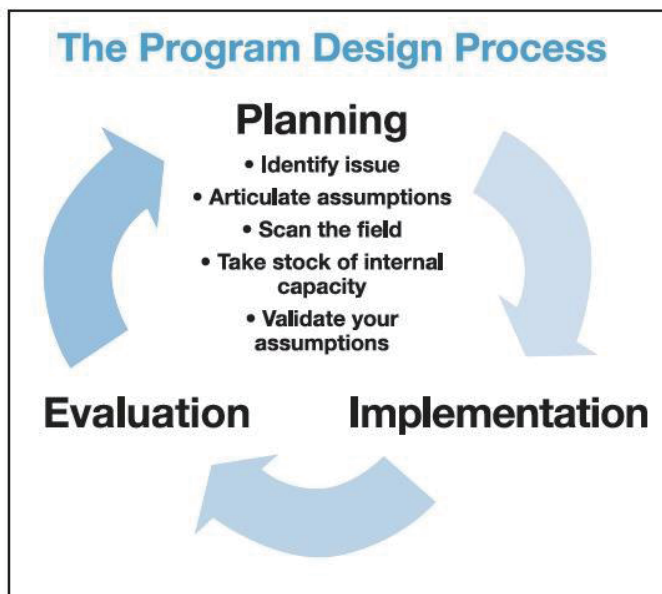 The Program Design Process
Planning
• Identify issue
• Articulate assumptions
• Scan the field
• Take stock of internal
capacity
• Validate your
assumptions
Evaluation
Implementation